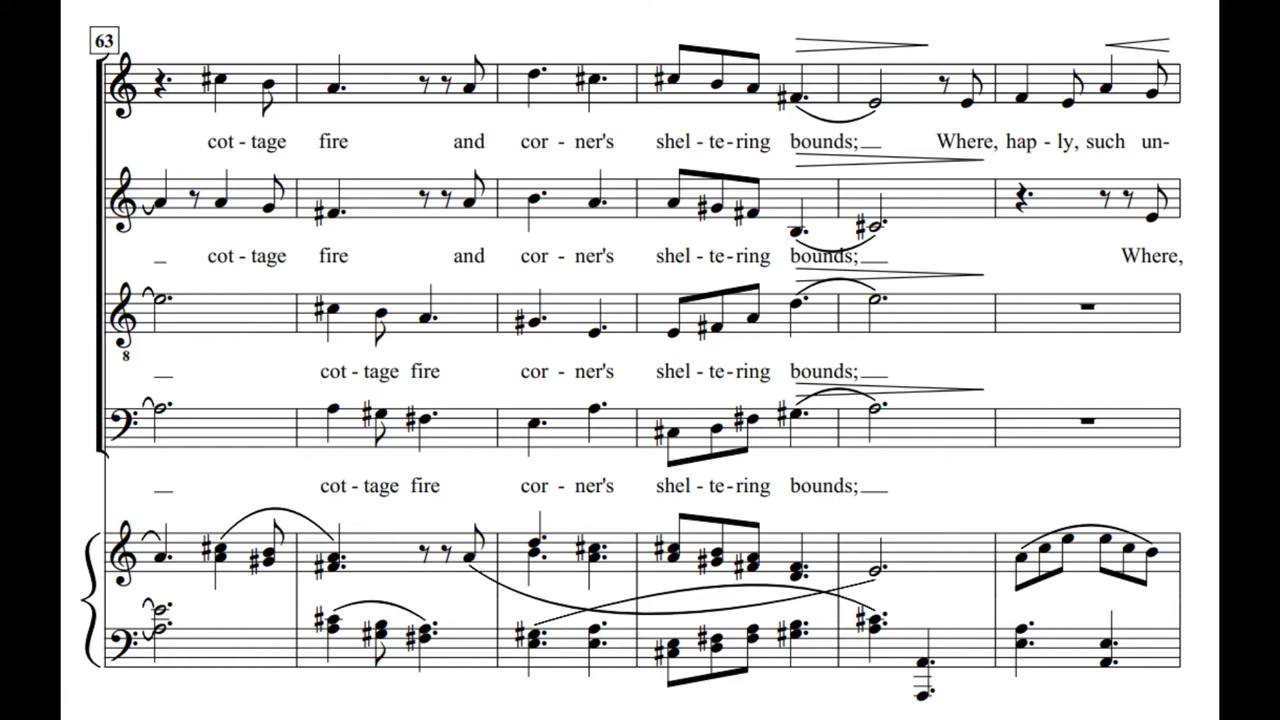 63
cot - tage fire and cor - ner's shel - te - ring bounds; Where, hap - ly, such un-
cot - tage fire and cor - ner's shel - te - ring bounds; Where,
8
cot - tage fire cor - ner's shel - te - ring bounds;
cot - tage fire cor - ner's shel - te - ring bounds;